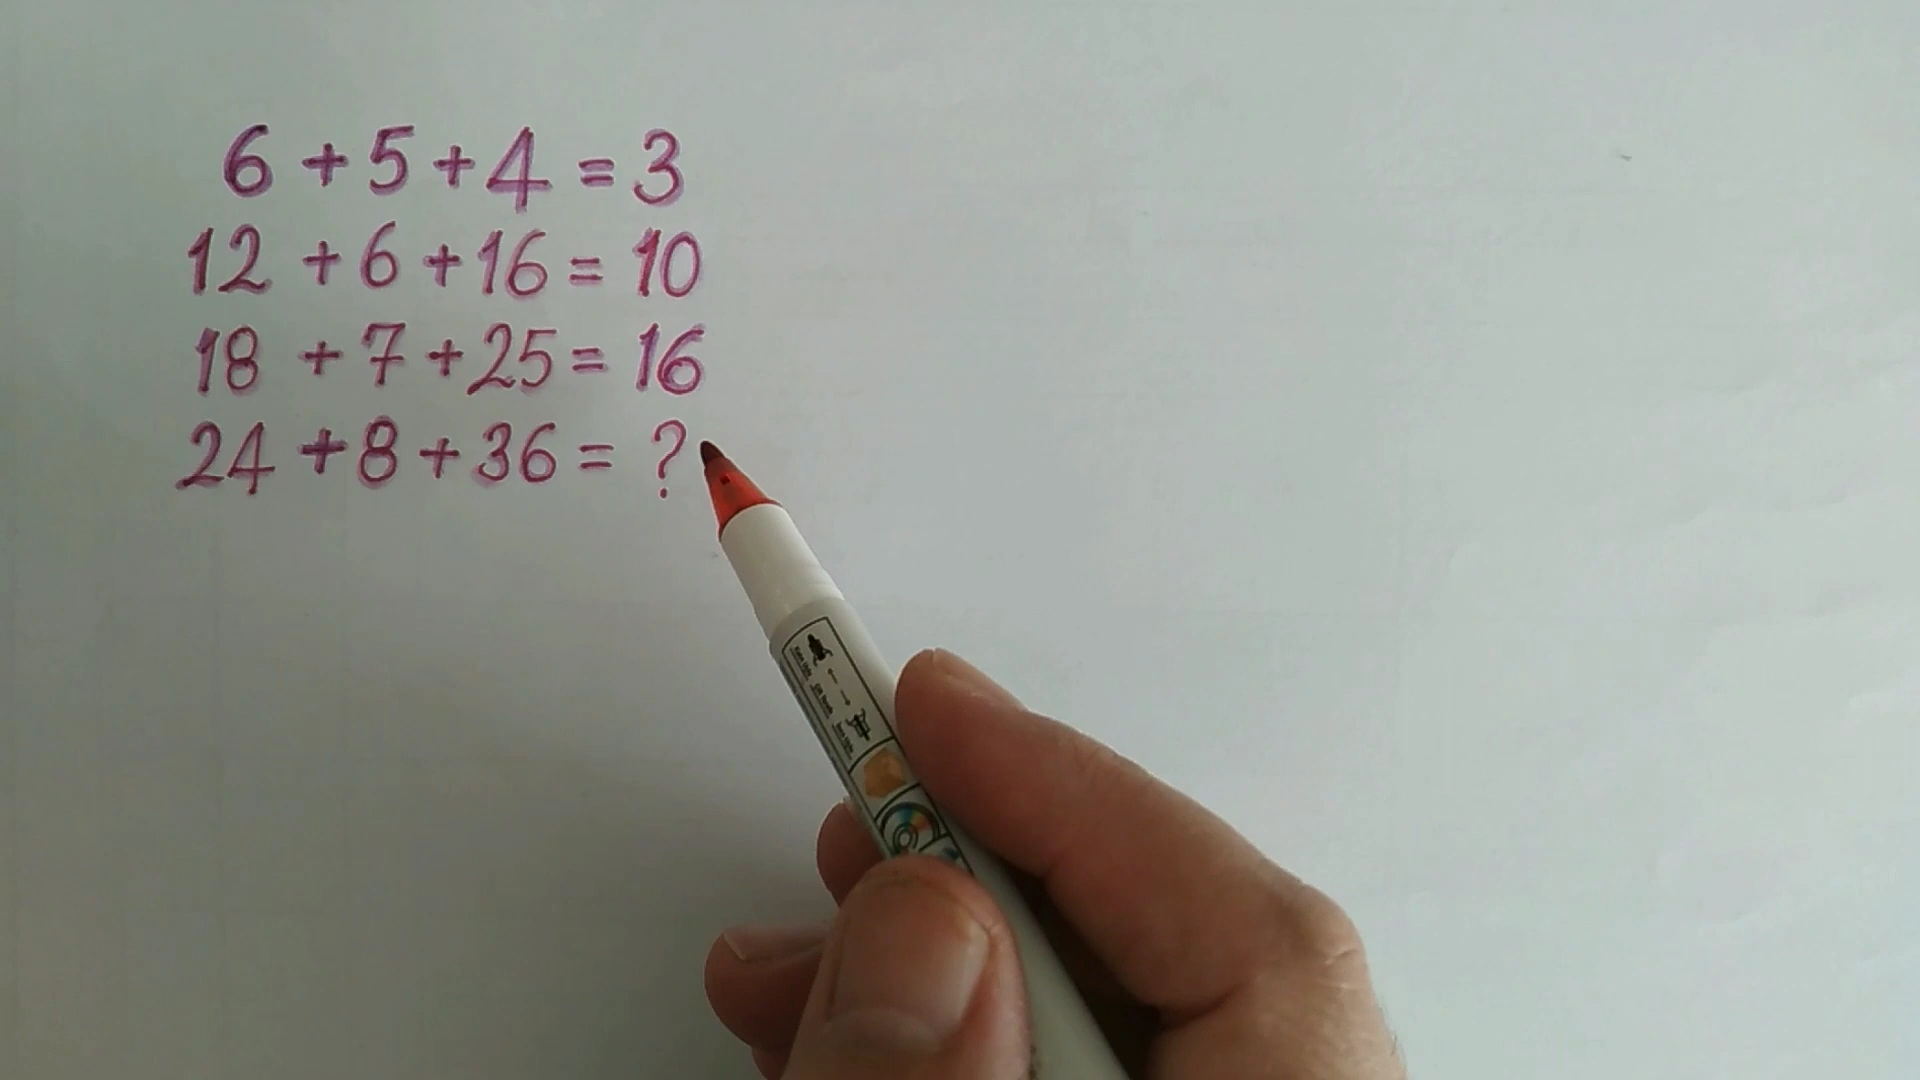 6 + 5 + 4 = 3
12 + 6 + 16 = 10
18 + 7 + 25 = 16
24 + 8 + 36 = ?